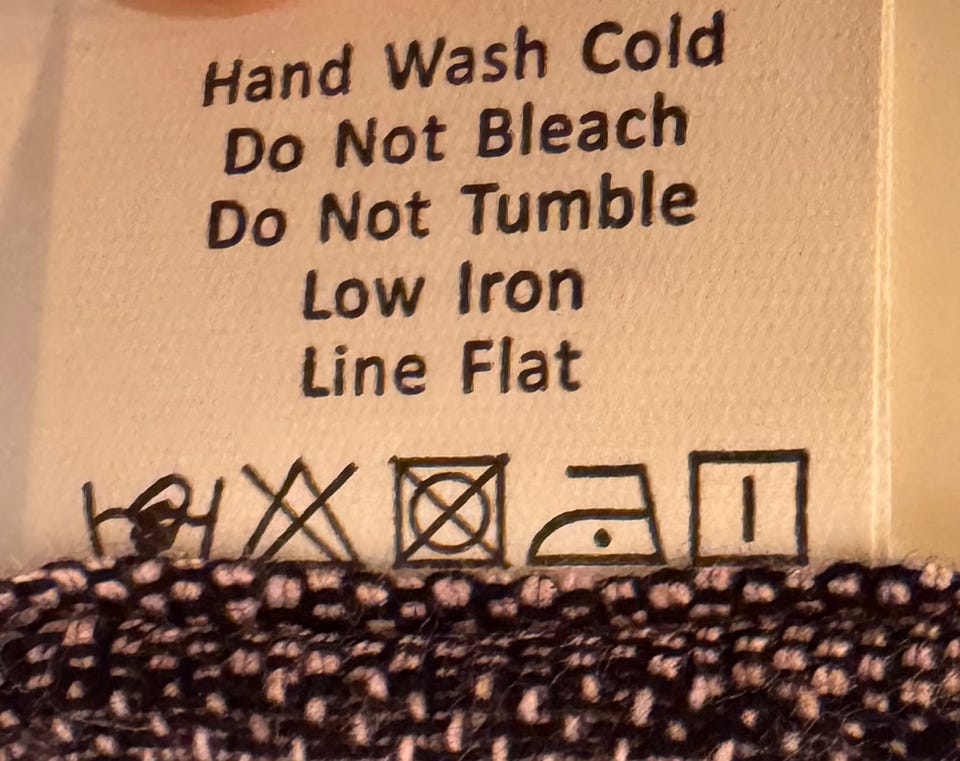 Hand Wash Cold
Do Not Bleach
Do Not Tumble
Low Iron
Line Flat